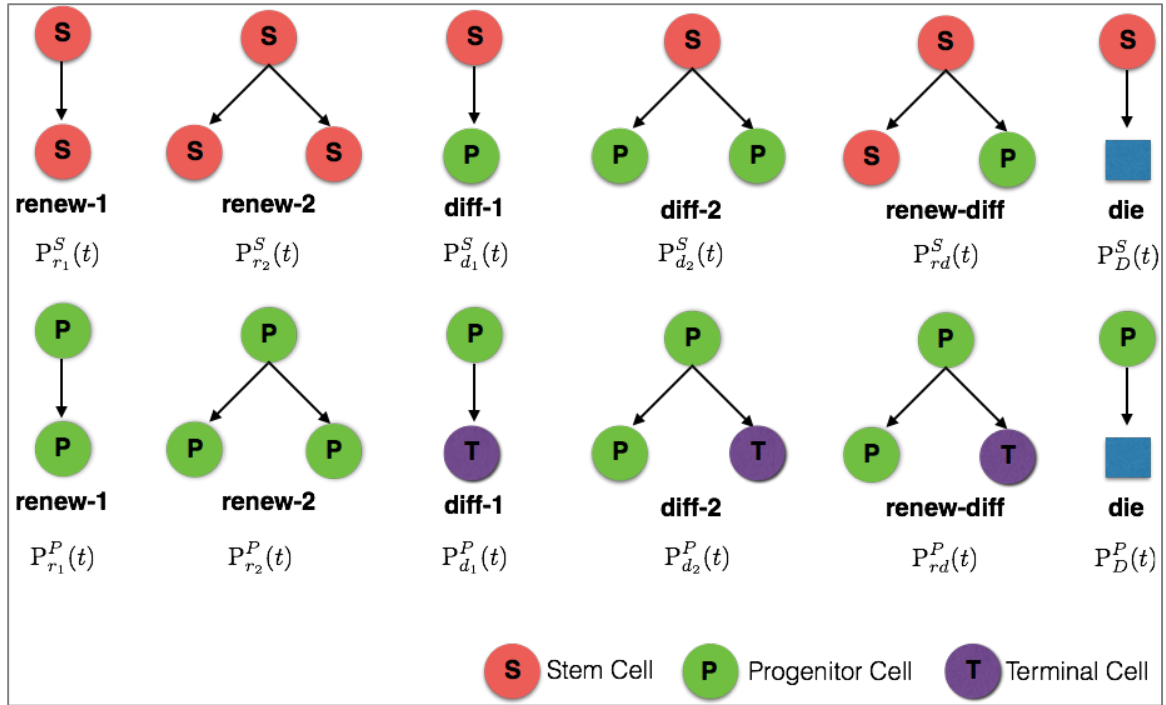 S S S S S S
S S S P P P S P
renew-1 renew-2 diff-1 diff-2 renew-diff die
P^S_{r_1}(t) P^S_{r_2}(t) P^S_{d_1}(t) P^S_{d_2}(t) P^S_{rd}(t) P^S_D(t)
P P P P P P
P P P T P T P T
renew-1 renew-2 diff-1 diff-2 renew-diff die
P^P_{r_1}(t) P^P_{r_2}(t) P^P_{d_1}(t) P^P_{d_2}(t) P^P_{rd}(t) P^P_D(t)
S Stem Cell P Progenitor Cell T Terminal Cell